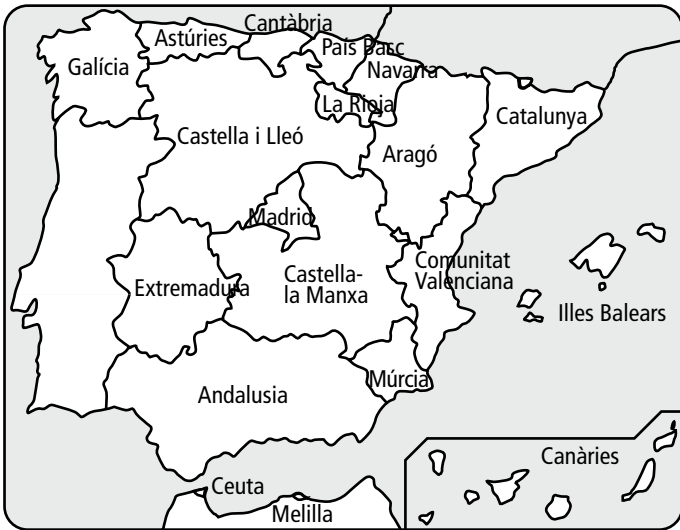 Cantàbria
Astúries
País Basc
Galícia
Navarra
La Rioja
Catalunya
Castella i Lleó
Aragó
Madrid
Comunitat
Valenciana
Extremadura
Castella-
la Manxa
Illes Balears
Múrcia
Andalusia
Canàries
Ceuta
Melilla